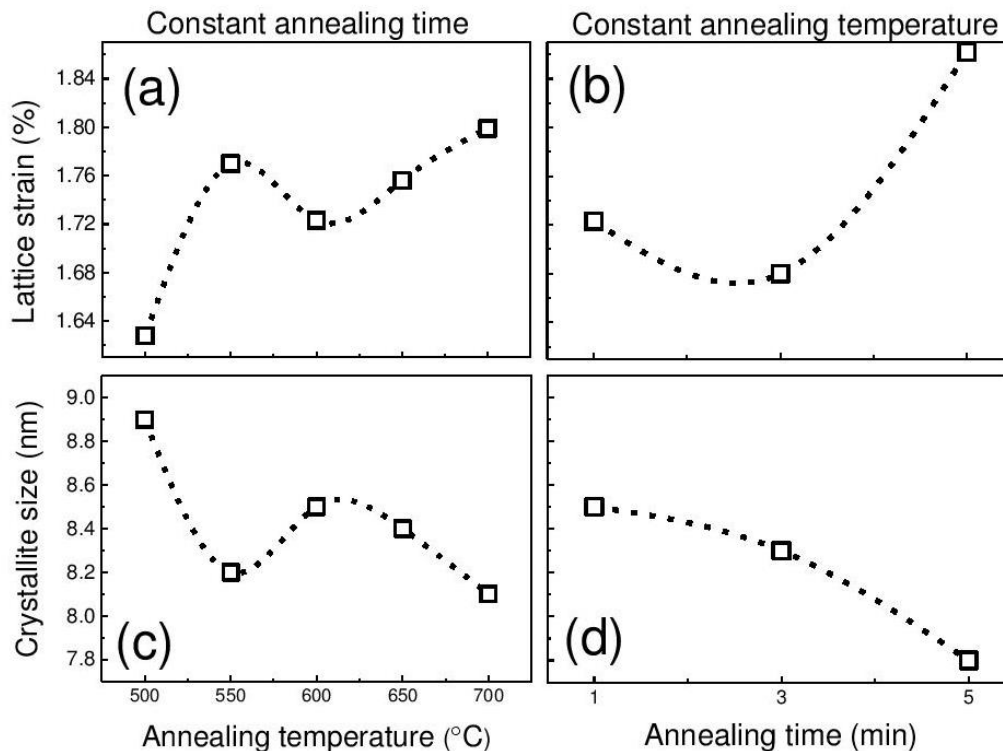 Constant annealing time
Constant annealing temperature
(a)
(b)
Lattice strain (%)
1.84
1.80
1.76
1.72
1.68
1.64
Crystallite size (nm)
9.0
8.8
8.6
8.4
8.2
8.0
7.8
(c)
(d)
500 550 600 650 700
1 3 5
Annealing temperature (°C)
Annealing time (min)